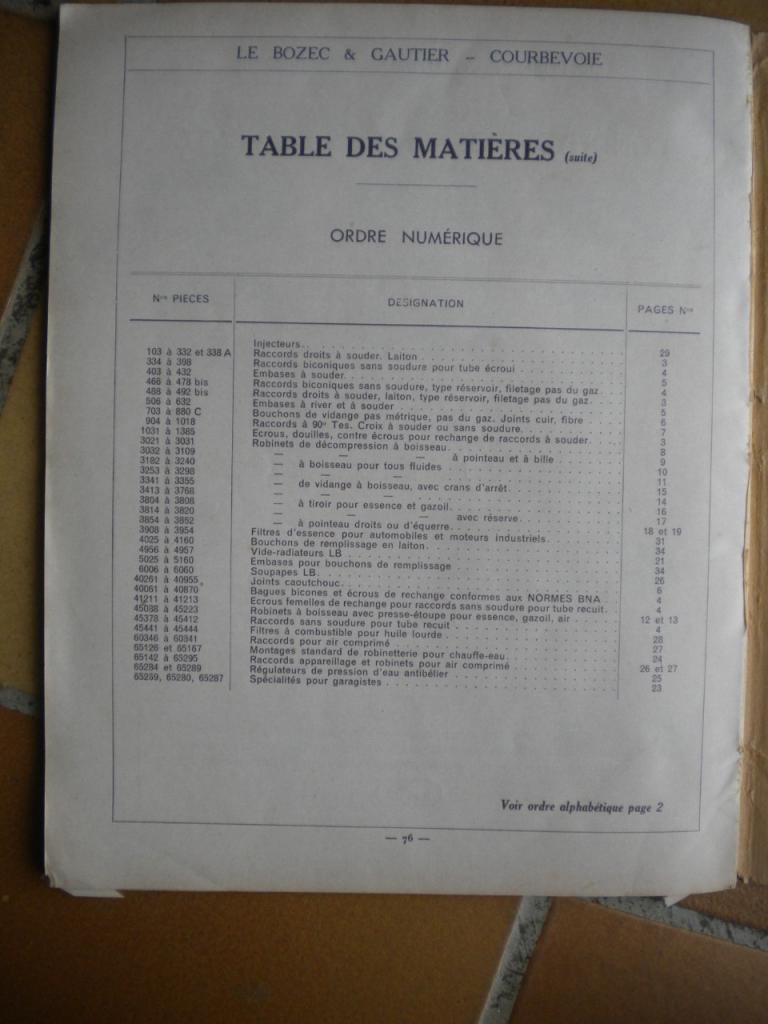 LE BOZEC & GAUTIER – COURBEVOIE
TABLE DES MATIÈRES (suite)
ORDRE NUMÉRIQUE
Nos PIECES DESIGNATION PAGES Nos
Injecteurs 29
103 à 332 et 338 A Raccords droits à souder. Laiton 3
334 à 398 Raccords biconiques sans soudure pour tube écroui 4
403 à 432 Embases à souder 5
468 à 478 bis Raccords biconiques sans soudure, type réservoir, filetage pas du gaz 4
488 à 492 bis Raccords droits à souder, laiton, type réservoir, filetage pas du gaz 3
506 à 632 Embases à river et à souder 5
703 à 880 C Bouchons de vidange pas métrique, pas du gaz. Joints cuir, fibre 6
904 à 1018 Raccords à 90° Tes. Croix à souder ou sans soudure 7
1031 à 1385 Ecrous, douilles, contre écrous pour rechange de raccords à souder 3
3021 à 3031 Robinets de décompression à boisseau 8
3032 à 3109 — — — à pointeau et à bille 9
3182 à 3240 — à boisseau pour tous fluides 10
3253 à 3298 — — — 11
3341 à 3355 — de vidange à boisseau, avec crans d'arrêt 15
3413 à 3768 — — — 14
3804 à 3808 — à tiroir pour essence et gazoil 16
3814 à 3820 — — — avec réserve 17
3854 à 3852 — à pointeau droits ou d'équerre 18 et 19
3908 à 3954 Filtres d'essence pour automobiles et moteurs industriels 31
4025 à 4160 Bouchons de remplissage en laiton 34
4956 à 4957 Vide-radiateurs LB 21
5025 à 5160 Embases pour bouchons de remplissage 34
6006 à 6060 Soupapes LB 26
40261 à 40955 Joints caoutchouc 6
40061 à 40870 Bagues bicones et écrous de rechange conformes aux NORMES BNA 4
41211 à 41213 Ecrous femelles de rechange pour raccords sans soudure pour tube recuit 4
45088 à 45223 Robinets à boisseau avec presse-étoupe pour essence, gazoil, air 12 et 13
45378 à 45412 Raccords sans soudure pour tube recuit 4
45441 à 45444 Filtres à combustible pour huile lourde 28
60346 à 60341 Raccords pour air comprimé 27
65126 et 65167 Montages standard de robinetterie pour chauffe-eau 24
65142 à 65295 Raccords appareillage et robinets pour air comprimé 26 et 27
65284 et 65289 Régulateurs de pression d'eau antibélier 25
65259, 65280, 65287 Spécialités pour garagistes 23
Voir ordre alphabétique page 2
— 76 —